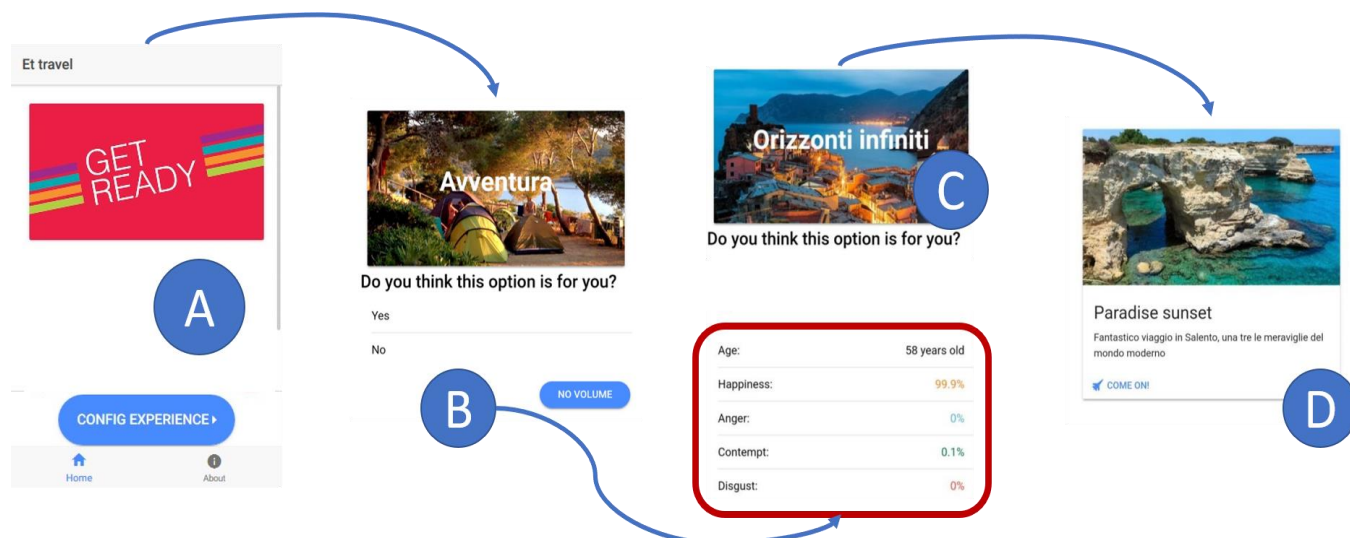 Et travel
GET
READY
A
CONFIG EXPERIENCE
Home
About
Avventura
Do you think this option is for you?
Yes
No
NO VOLUME
B
Orizzonti infiniti
C
Do you think this option is for you?
Age: 58 years old
Happiness: 99.9%
Anger: 0%
Contempt: 0.1%
Disgust: 0%
Paradise sunset
Fantastico viaggio in Salento, una tre le meraviglie del
mondo moderno
COME ON!
D